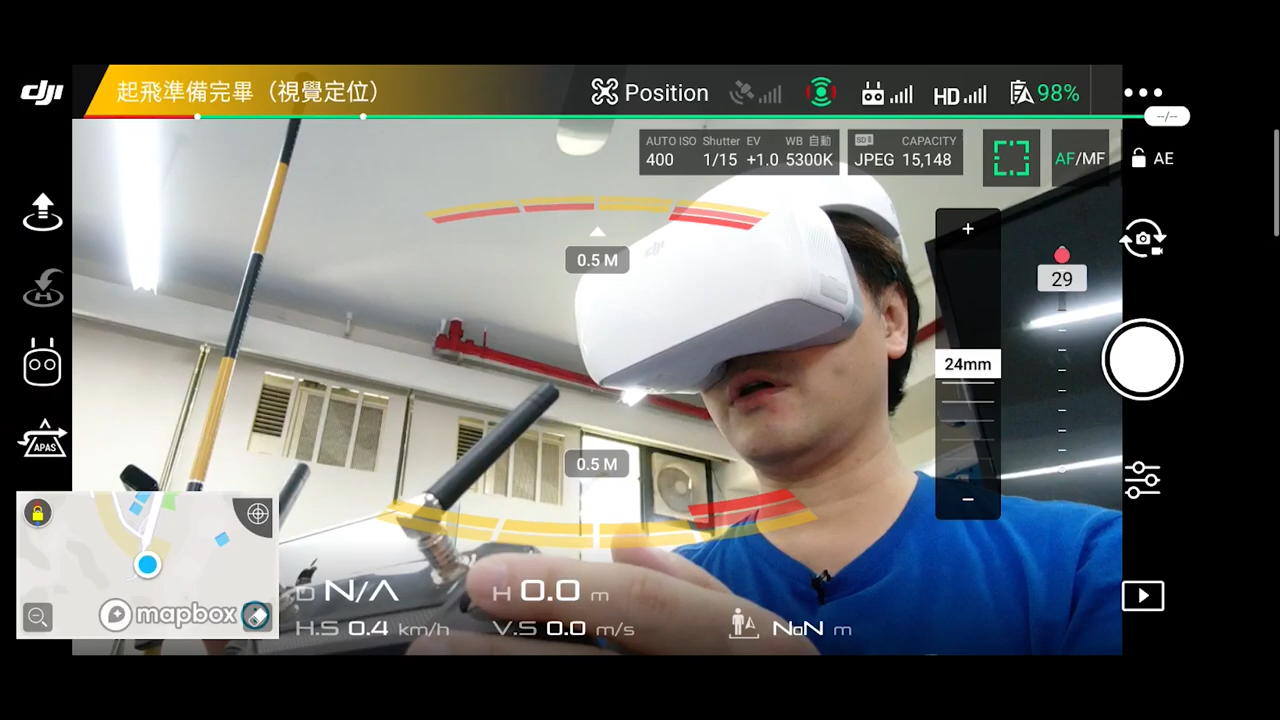 dji
起飛準備完畢（視覺定位）
Position
HD
98%
--/--
AUTO ISO Shutter EV WB 自動
400 1/15 +1.0 5300K
SD CAPACITY
JPEG 15,148
AF/MF
AE
dji
0.5 M
+
29
24mm
0.5 M
−
H
APAS
mapbox
D N/A
H 0.0 m
H.S 0.4 km/h
V.S 0.0 m/s
NaN m